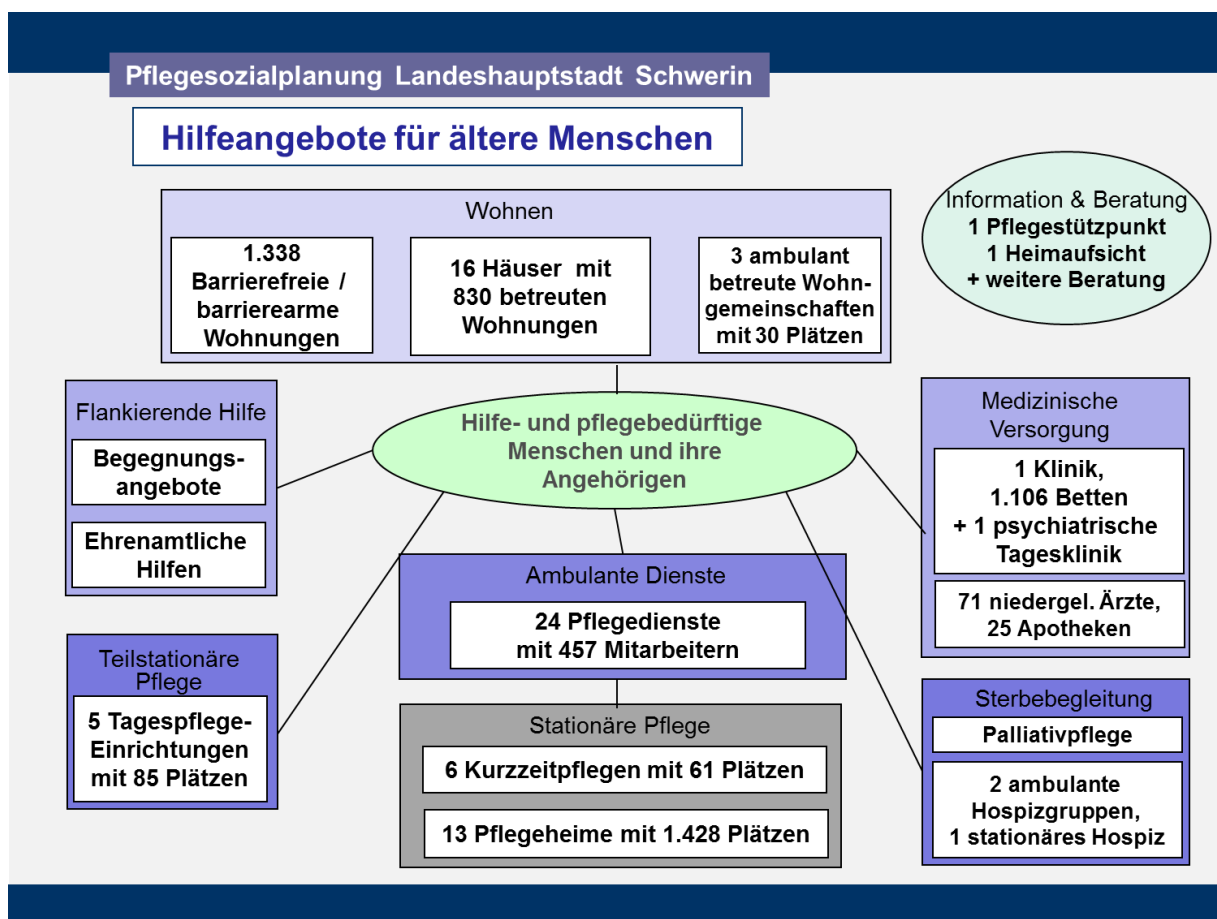 Pflegesozialplanung Landeshauptstadt Schwerin
Hilfeangebote für ältere Menschen
Wohnen
1.338
Barrierefreie /
barrierearme
Wohnungen
16 Häuser mit
830 betreuten
Wohnungen
3 ambulant
betreute Wohn-
gemeinschaften
mit 30 Plätzen
Information & Beratung
1 Pflegestützpunkt
1 Heimaufsicht
+ weitere Beratung
Flankierende Hilfe
Begegnungs-
angebote
Ehrenamtliche
Hilfen
Hilfe- und pflegebedürftige
Menschen und ihre
Angehörigen
Medizinische
Versorgung
1 Klinik,
1.106 Betten
+ 1 psychiatrische
Tagesklinik
71 niedergel. Ärzte,
25 Apotheken
Ambulante Dienste
24 Pflegedienste
mit 457 Mitarbeitern
Teilstationäre
Pflege
5 Tagespflege-
Einrichtungen
mit 85 Plätzen
Stationäre Pflege
6 Kurzzeitpflegen mit 61 Plätzen
13 Pflegeheime mit 1.428 Plätzen
Sterbebegleitung
Palliativpflege
2 ambulante
Hospizgruppen,
1 stationäres Hospiz